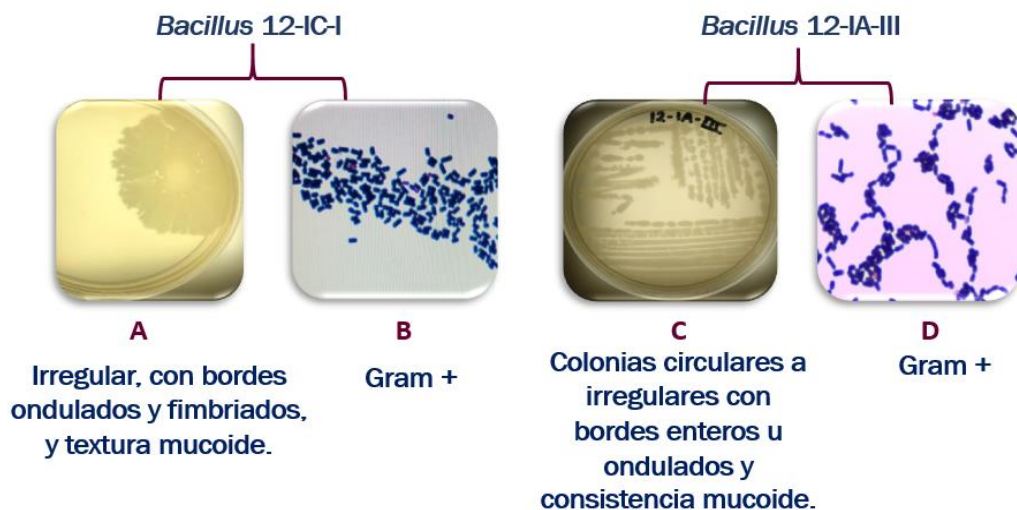 Bacillus 12-IC-I
Bacillus 12-IA-III
12-IA-III
A
B
C
D
Irregular, con bordes
ondulados y fimbriados,
y textura mucoide.
Gram +
Colonias circulares a
irregulares con
bordes enteros u
ondulados y
consistencia mucoide.
Gram +